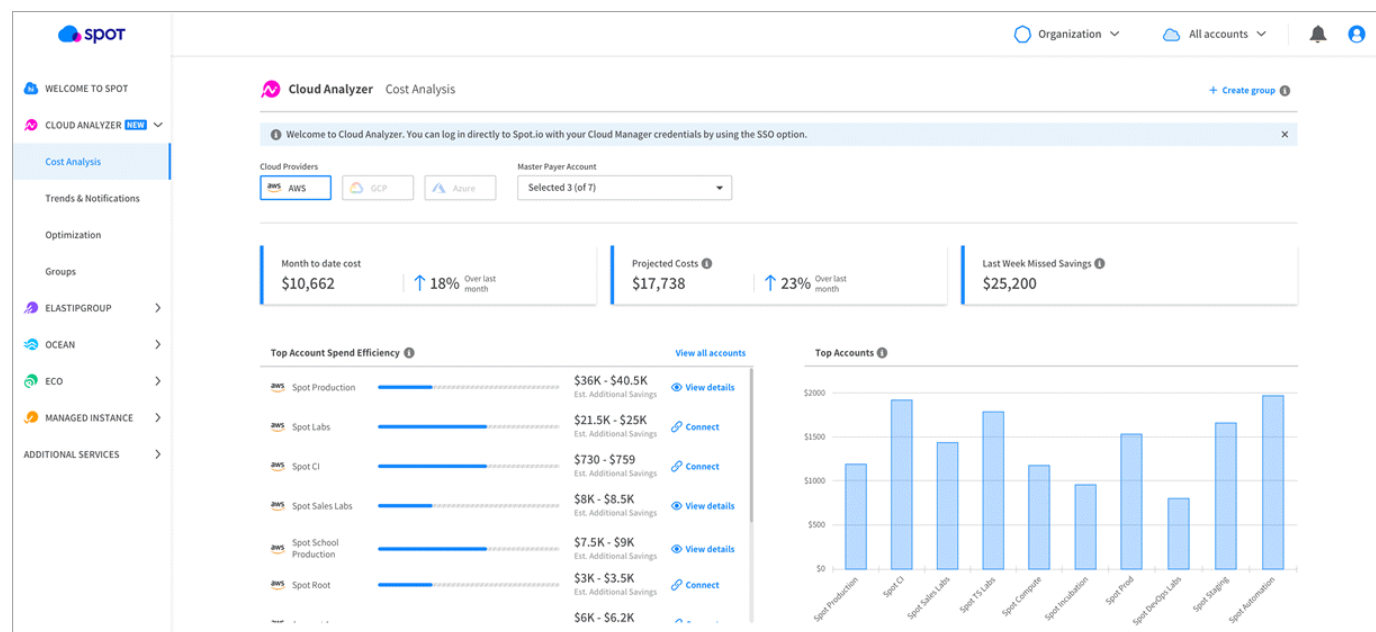 spot
Organization
All accounts
hi WELCOME TO SPOT
CLOUD ANALYZER NEW
Cost Analysis
Trends & Notifications
Optimization
Groups
ELASTIPGROUP
OCEAN
ECO
MANAGED INSTANCE
ADDITIONAL SERVICES
Cloud Analyzer Cost Analysis
+ Create group i
i Welcome to Cloud Analyzer. You can log in directly to Spot.io with your Cloud Manager credentials by using the SSO option. ×
Cloud Providers
aws AWS
GCP
Azure
Master Payer Account
Selected 3 (of 7)
Month to date cost
$10,662
18% Over last
month
Projected Costs i
$17,738
23% Over last
month
Last Week Missed Savings i
$25,200
Top Account Spend Efficiency i
View all accounts
aws Spot Production $36K - $40.5K View details
Est. Additional Savings
aws Spot Labs $21.5K - $25K Connect
Est. Additional Savings
aws Spot CI $730 - $759 Connect
Est. Additional Savings
aws Spot Sales Labs $8K - $8.5K View details
Est. Additional Savings
aws Spot School
Production $7.5K - $9K View details
Est. Additional Savings
aws Spot Root $3K - $3.5K Connect
Est. Additional Savings
$6K - $6.2K
Top Accounts i
$2000
$1500
$1000
$500
$0
Spot Production
Spot CI
Spot Sales Labs
Spot TS Labs
Spot Compute
Spot Incubation
Spot Prod
Spot DevOps Labs
Spot Staging
Spot Automation